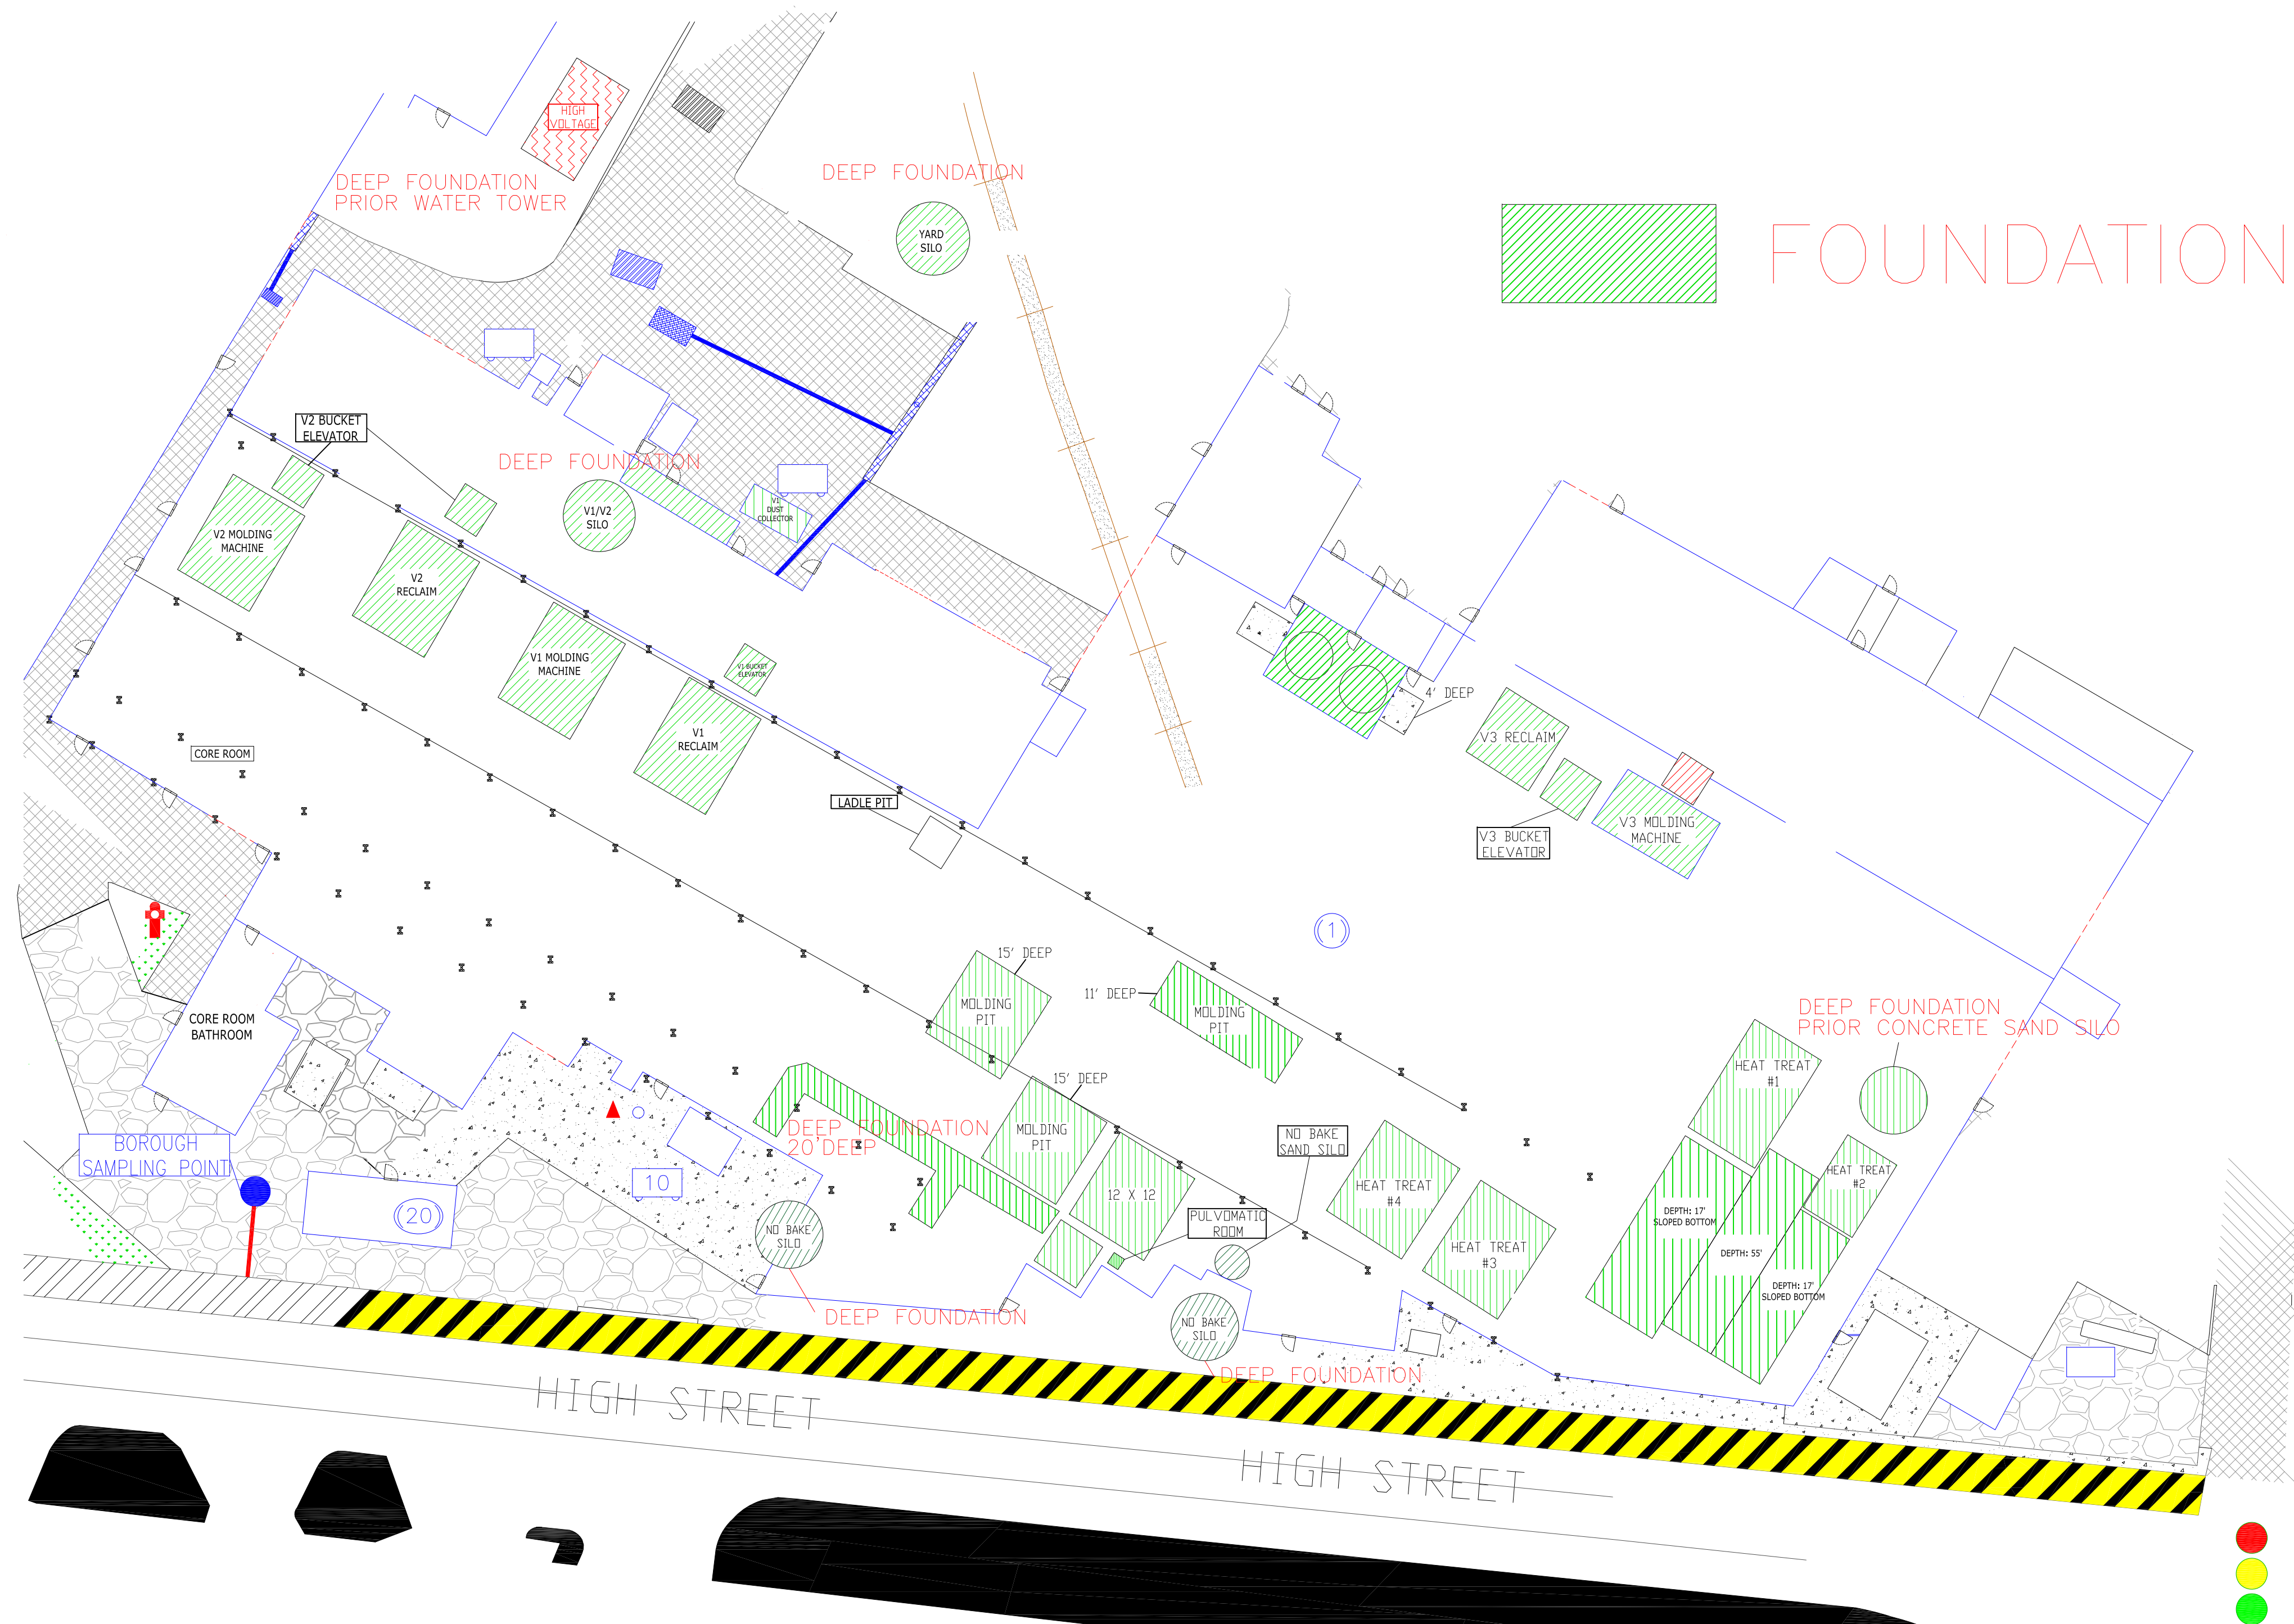 HIGH
VOLTAGE
DEEP FOUNDATION
PRIOR WATER TOWER
DEEP FOUNDATION
YARD
SILO
FOUNDATION
V2 BUCKET
ELEVATOR
DEEP FOUNDATION
V1/V2
SILO
V1
DUST
COLLECTOR
V2 MOLDING
MACHINE
V2
RECLAIM
V1 MOLDING
MACHINE
V1 BUCKET
ELEVATOR
V1
RECLAIM
4' DEEP
V3 RECLAIM
CORE ROOM
LADLE PIT
V3 MOLDING
MACHINE
V3 BUCKET
ELEVATOR
(1)
15' DEEP
MOLDING
PIT
11' DEEP
MOLDING
PIT
DEEP FOUNDATION
PRIOR CONCRETE SAND SILO
CORE ROOM
BATHROOM
HEAT TREAT
#1
15' DEEP
DEEP FOUNDATION
20'DEEP
MOLDING
PIT
NO BAKE
SAND SILO
BOROUGH
SAMPLING POINT
HEAT TREAT
#2
10
12 X 12
HEAT TREAT
#4
(20)
PULVOMATIC
ROOM
DEPTH: 17'
SLOPED BOTTOM
NO BAKE
SILO
HEAT TREAT
#3
DEPTH: 55'
DEPTH: 17'
SLOPED BOTTOM
DEEP FOUNDATION
NO BAKE
SILO
DEEP FOUNDATION
HIGH STREET
HIGH STREET